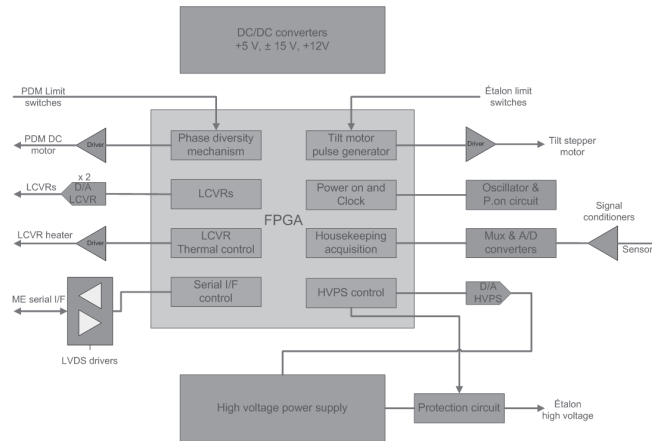 DC/DC converters
+5 V, ± 15 V, +12V
PDM Limit
switches
Étalon limit
switches
PDM DC
motor
Driver
Phase diversity
mechanism
Tilt motor
pulse generator
Driver
Tilt stepper
motor
LCVRs
x 2
D/A
LCVR
LCVRs
Power on and
Clock
Oscillator &
P.on circuit
FPGA
Signal
conditioners
LCVR heater
Driver
LCVR
Thermal control
Housekeeping
acquisition
Mux & A/D
converters
Sensor
ME serial I/F
Serial I/F
control
HVPS control
D/A
HVPS
LVDS drivers
High voltage power supply
Protection circuit
Étalon
high voltage